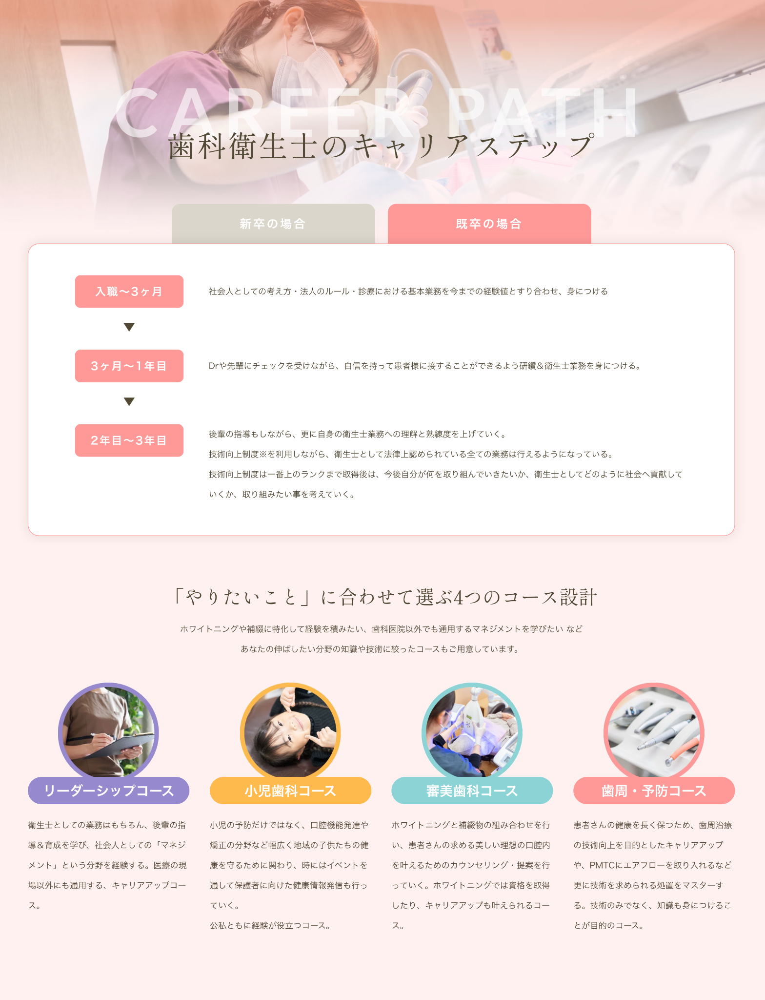 CAREER PATH
歯科衛生士のキャリアステップ
新卒の場合
既卒の場合
入職〜3ヶ月
社会人としての考え方・法人のルール・診療における基本業務を今までの経験値とすり合わせ、身につける
3ヶ月〜1年目
Drや先輩にチェックを受けながら、自信を持って患者様に接することができるよう研鑽＆衛生士業務を身につける。
2年目〜3年目
後輩の指導もしながら、更に自身の衛生士業務への理解と熟練度を上げていく。
技術向上制度※を利用しながら、衛生士として法律上認められている全ての業務は行えるようになっている。
技術向上制度は一番上のランクまで取得後は、今後自分が何を取り組んでいきたいか、衛生士としてどのように社会へ貢献して
いくか、取り組みたい事を考えていく。
「やりたいこと」に合わせて選ぶ4つのコース設計
ホワイトニングや補綴に特化して経験を積みたい、歯科医院以外でも通用するマネジメントを学びたい など
あなたの伸ばしたい分野の知識や技術に絞ったコースもご用意しています。
リーダーシップコース
衛生士としての業務はもちろん、後輩の指
導＆育成を学び、社会人としての「マネジ
メント」という分野を経験する。医療の現
場以外にも通用する、キャリアアップコー
ス。
小児歯科コース
小児の予防だけではなく、口腔機能発達や
矯正の分野など幅広く地域の子供たちの健
康を守るために関わり、時にはイベントを
通して保護者に向けた健康情報発信も行っ
ていく。
公私ともに経験が役立つコース。
審美歯科コース
ホワイトニングと補綴物の組み合わせを行
い、患者さんの求める美しい理想の口腔内
を叶えるためのカウンセリング・提案を行
っていく。ホワイトニングでは資格を取得
したり、キャリアアップも叶えられるコー
ス。
歯周・予防コース
患者さんの健康を長く保つため、歯周治療
の技術向上を目的としたキャリアアップ
や、PMTCにエアフローを取り入れるなど
更に技術を求められる処置をマスターす
る。技術のみでなく、知識も身につけるこ
とが目的のコース。